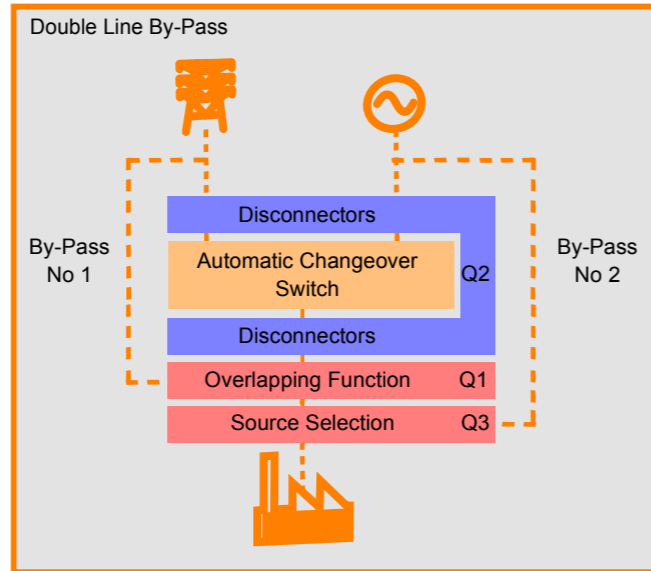 Double Line By-Pass
Disconnectors
By-Pass
No 1
Automatic Changeover
Switch
Q2
By-Pass
No 2
Disconnectors
Overlapping Function Q1
Source Selection Q3